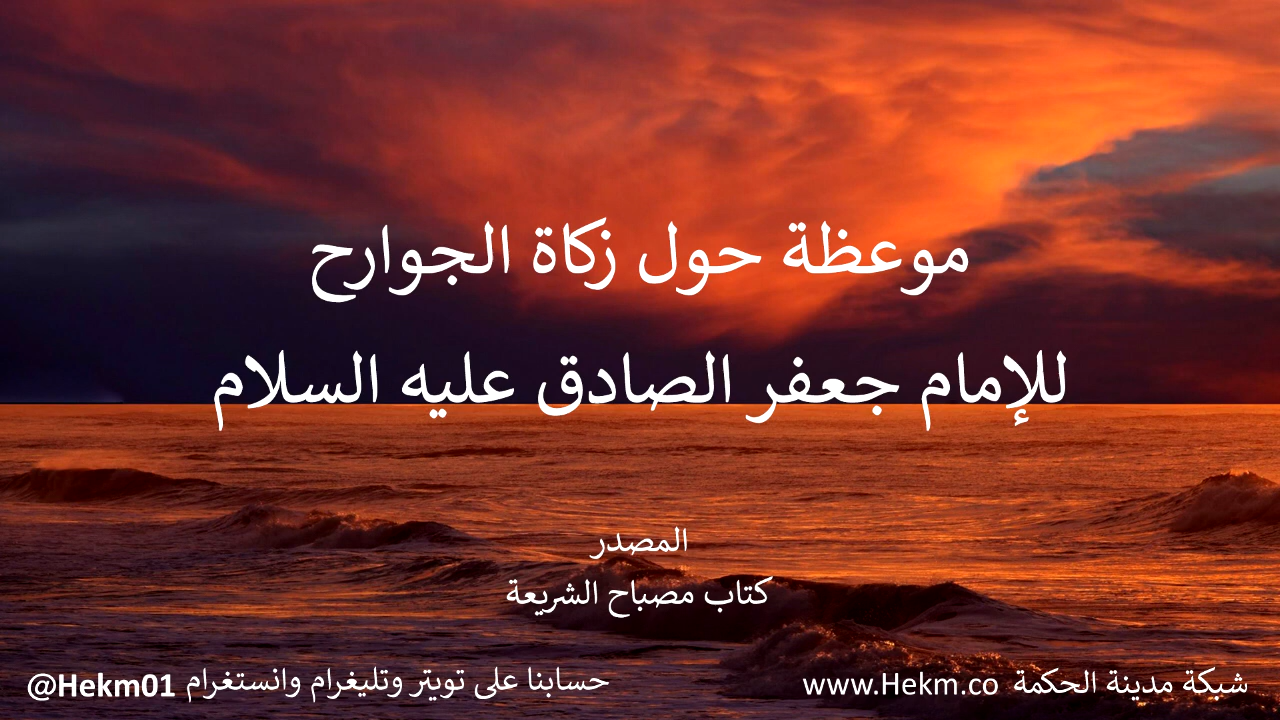 موعظة حول زكاة الجوارح
للإمام جعفر الصادق عليه السلام
المصدر
كتاب مصباح الشريعة
شبكة مدينة الحكمة www.Hekm.co
حسابنا على تويتر وتليغرام وانستغرام @Hekm01